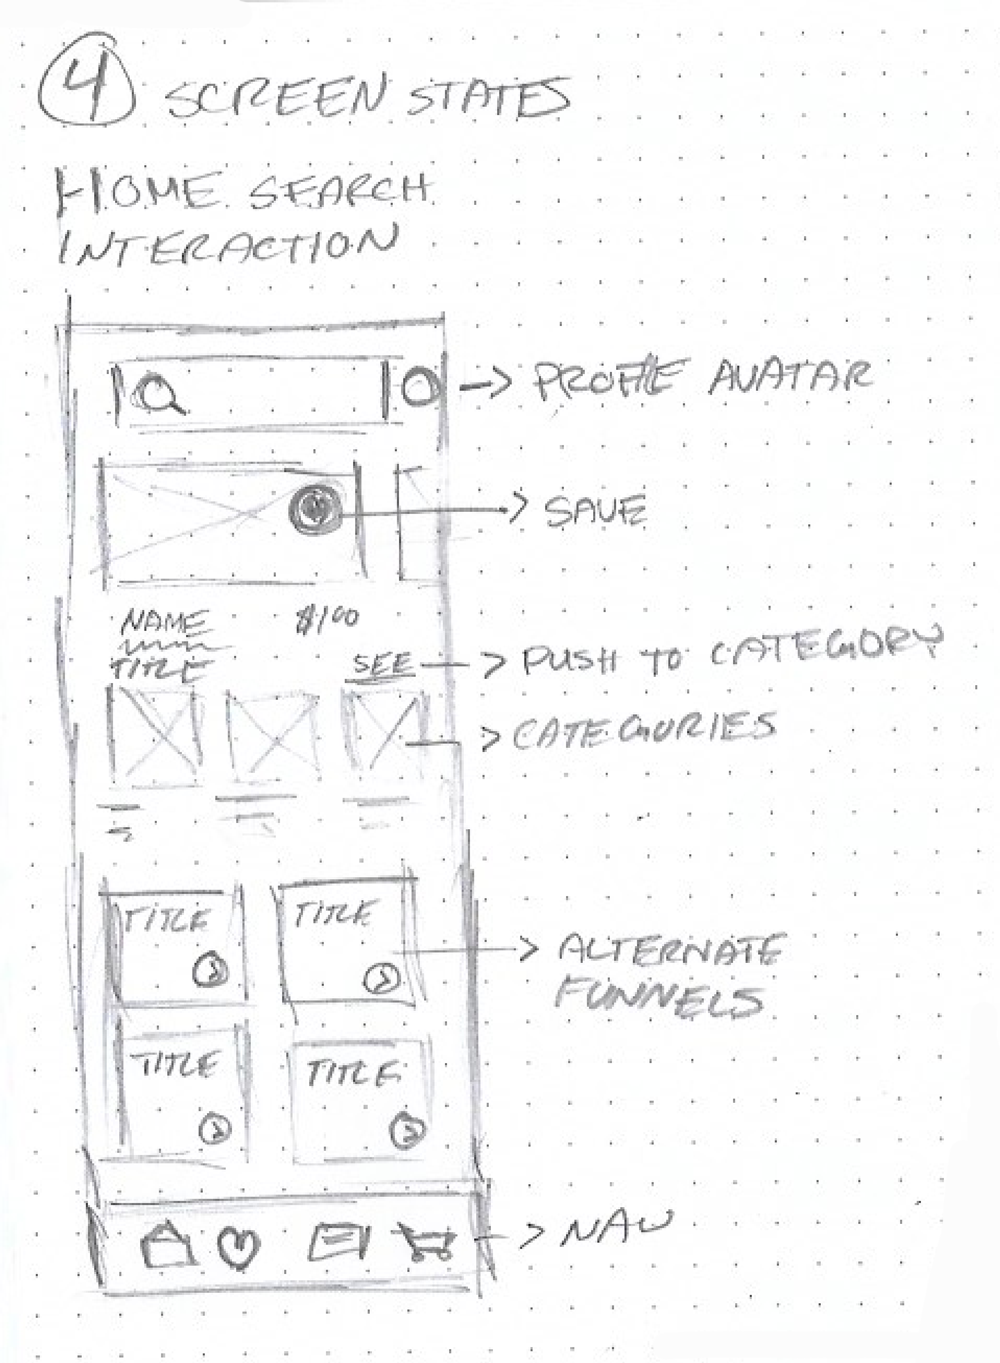 4 SCREEN STATES
HOME SEARCH
INTERACTION
PROFILE AVATAR
SAVE
NAME $100
TITLE SEE
PUSH TO CATEGORY
CATEGORIES
TITLE TITLE
ALTERNATE
FUNNELS
TITLE TITLE
NAV